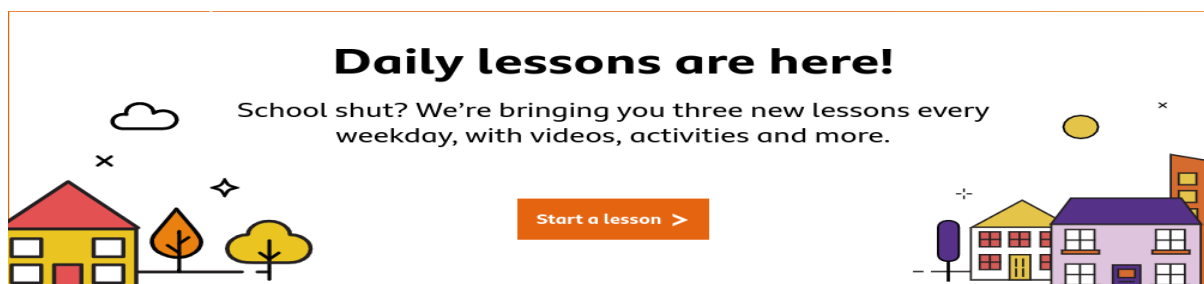 Daily lessons are here!
School shut? We’re bringing you three new lessons every
weekday, with videos, activities and more.
Start a lesson >